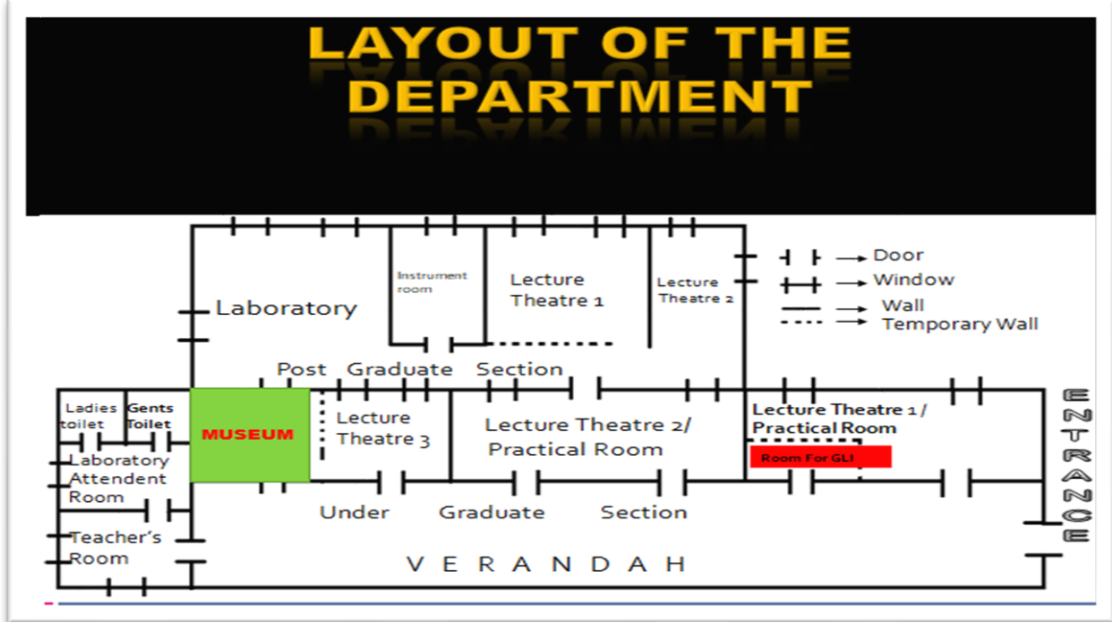 LAYOUT OF THE
DEPARTMENT
Laboratory
Instrument
room
Lecture
Theatre 1
Lecture
Theatre 2
Door
Window
Wall
Temporary Wall
Post Graduate Section
Ladies
toilet
Gents
Toilet
MUSEUM
Lecture
Theatre 3
Lecture Theatre 2/
Practical Room
Lecture Theatre 1/
Practical Room
Room For GLI
ENTRANCE
Laboratory
Attendent
Room
Teacher's
Room
Under Graduate Section
VERANDAH